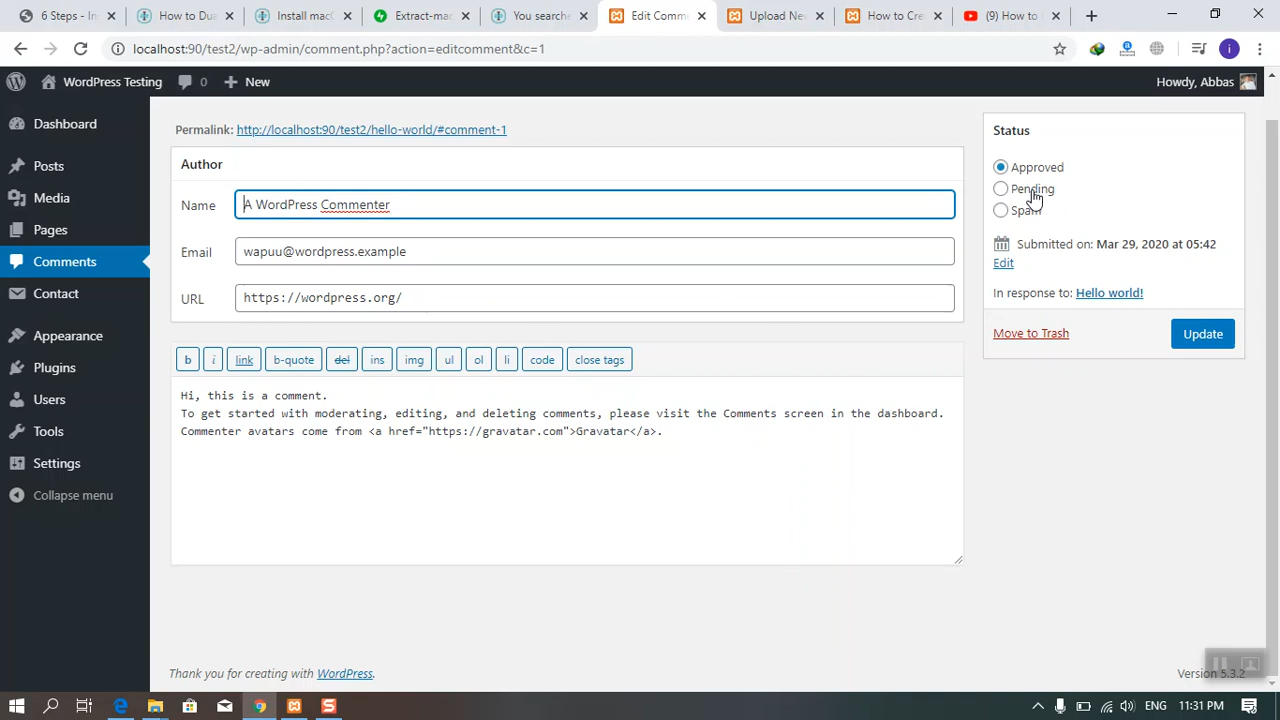 6 Steps - In
How to Dua
Install mac
Extract-mac
You searche
Edit Comme
Upload Ne
How to Cre
(9) How to
localhost:90/test2/wp-admin/comment.php?action=editcomment&c=1
i
WordPress Testing
0
New
Howdy, Abbas
Dashboard
Posts
Media
Pages
Comments
Contact
Appearance
Plugins
Users
Tools
Settings
Collapse menu
Permalink: http://localhost:90/test2/hello-world/#comment-1
Author
Name
A WordPress Commenter
Email
wapuu@wordpress.example
URL
https://wordpress.org/
b
i
link
b-quote
del
ins
img
ul
ol
li
code
close tags
Hi, this is a comment.
To get started with moderating, editing, and deleting comments, please visit the Comments screen in the dashboard.
Commenter avatars come from <a href="https://gravatar.com">Gravatar</a>.
Status
Approved
Pending
Spam
Submitted on: Mar 29, 2020 at 05:42
Edit
In response to: Hello world!
Move to Trash
Update
Thank you for creating with WordPress.
Version 5.3.2
ENG
11:31 PM